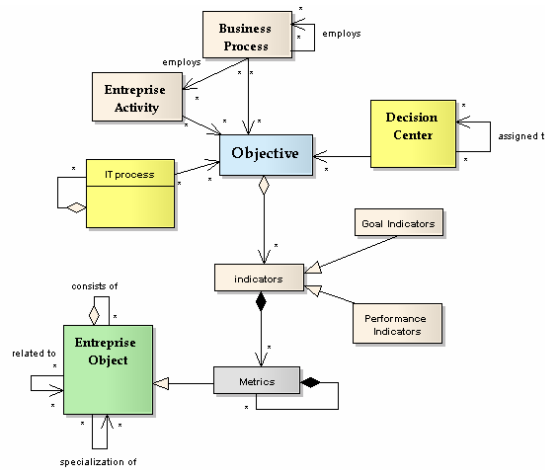 Business
Process
employs
employs
Entreprise
Activity
Decision
Center
assigned t
Objective
IT process
Goal Indicators
indicators
Performance
Indicators
consists of
Entreprise
Object
related to
Metrics
specialization of